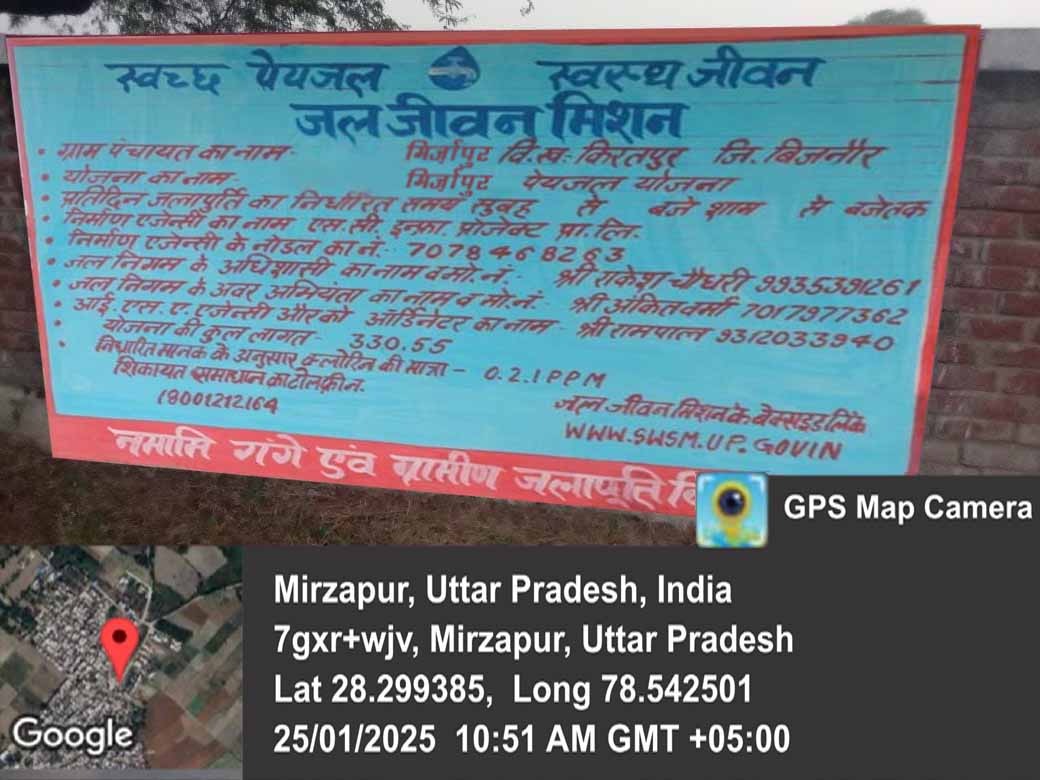 स्वच्छ पेयजल स्वस्थ जीवन
जल जीवन मिशन
• ग्राम पंचायत का नाम- मिर्जापुर वि.ख. किरतपुर जि. बिजनौर
• योजना का नाम- मिर्जापुर पेयजल योजना
• प्रतिदिन जलापूर्ति का निर्धारित समय सुबह से बजे शाम से बजे तक
• निर्माण एजेन्सी का नाम एस.सी. इन्फ्रा. प्रोजेक्ट प्रा.लि.
• निर्माण एजेन्सी के नोडल का नं.- 7078468263
• जल निगम के अधिशासी का नाम व मो.नं.- श्री राकेश चौधरी 9935391261
• जल निगम के अवर अभियंता का नाम व मो.नं. श्री अंकित वर्मा 7017977362
• आई.एस.ए. एजेन्सी और को ऑर्डिनेटर का नाम- श्री रामपाल 9312033940
• योजना की कुल लागत- 330.55
• निर्धारित मानक के अनुसार क्लोरिन की मात्रा - 0.2.1 PPM
शिकायत समाधान का टोल फ्रीन.
18001212164
जल जीवन मिशन के वेबसाइड लिंक
WWW.SWSM.UP.GOVIN
नमामि गंगे एवं ग्रामीण जलापूर्ति वि
GPS Map Camera
Mirzapur, Uttar Pradesh, India
7gxr+wjv, Mirzapur, Uttar Pradesh
Lat 28.299385, Long 78.542501
25/01/2025 10:51 AM GMT +05:00
Google